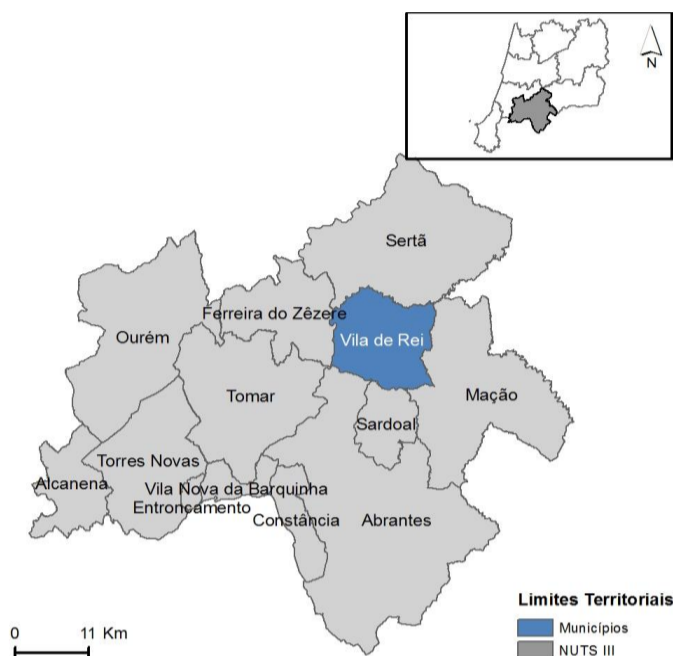 N
Sertã
Ferreira do Zêzere
Ourém
Vila de Rei
Tomar
Mação
Sardoal
Torres Novas
Alcanena
Vila Nova da Barquinha
Entroncamento
Constância
Abrantes
Limites Territoriais
0 11 Km
Municípios
NUTS III